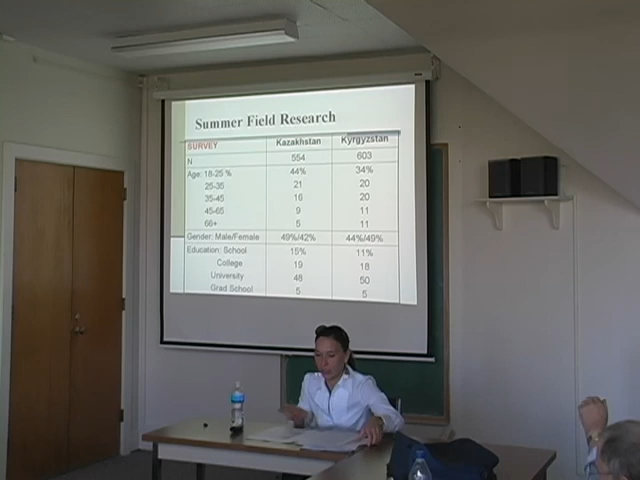 Summer Field Research
SURVEY Kazakhstan Kyrgyzstan
N 554 603
Age: 18-25 % 44% 34%
25-35 21 20
35-45 16 20
45-65 9 11
66+ 5 11
Gender: Male/Female 49%/42% 44%/49%
Education: School 15% 11%
College 19 18
University 48 50
Grad School 5 5